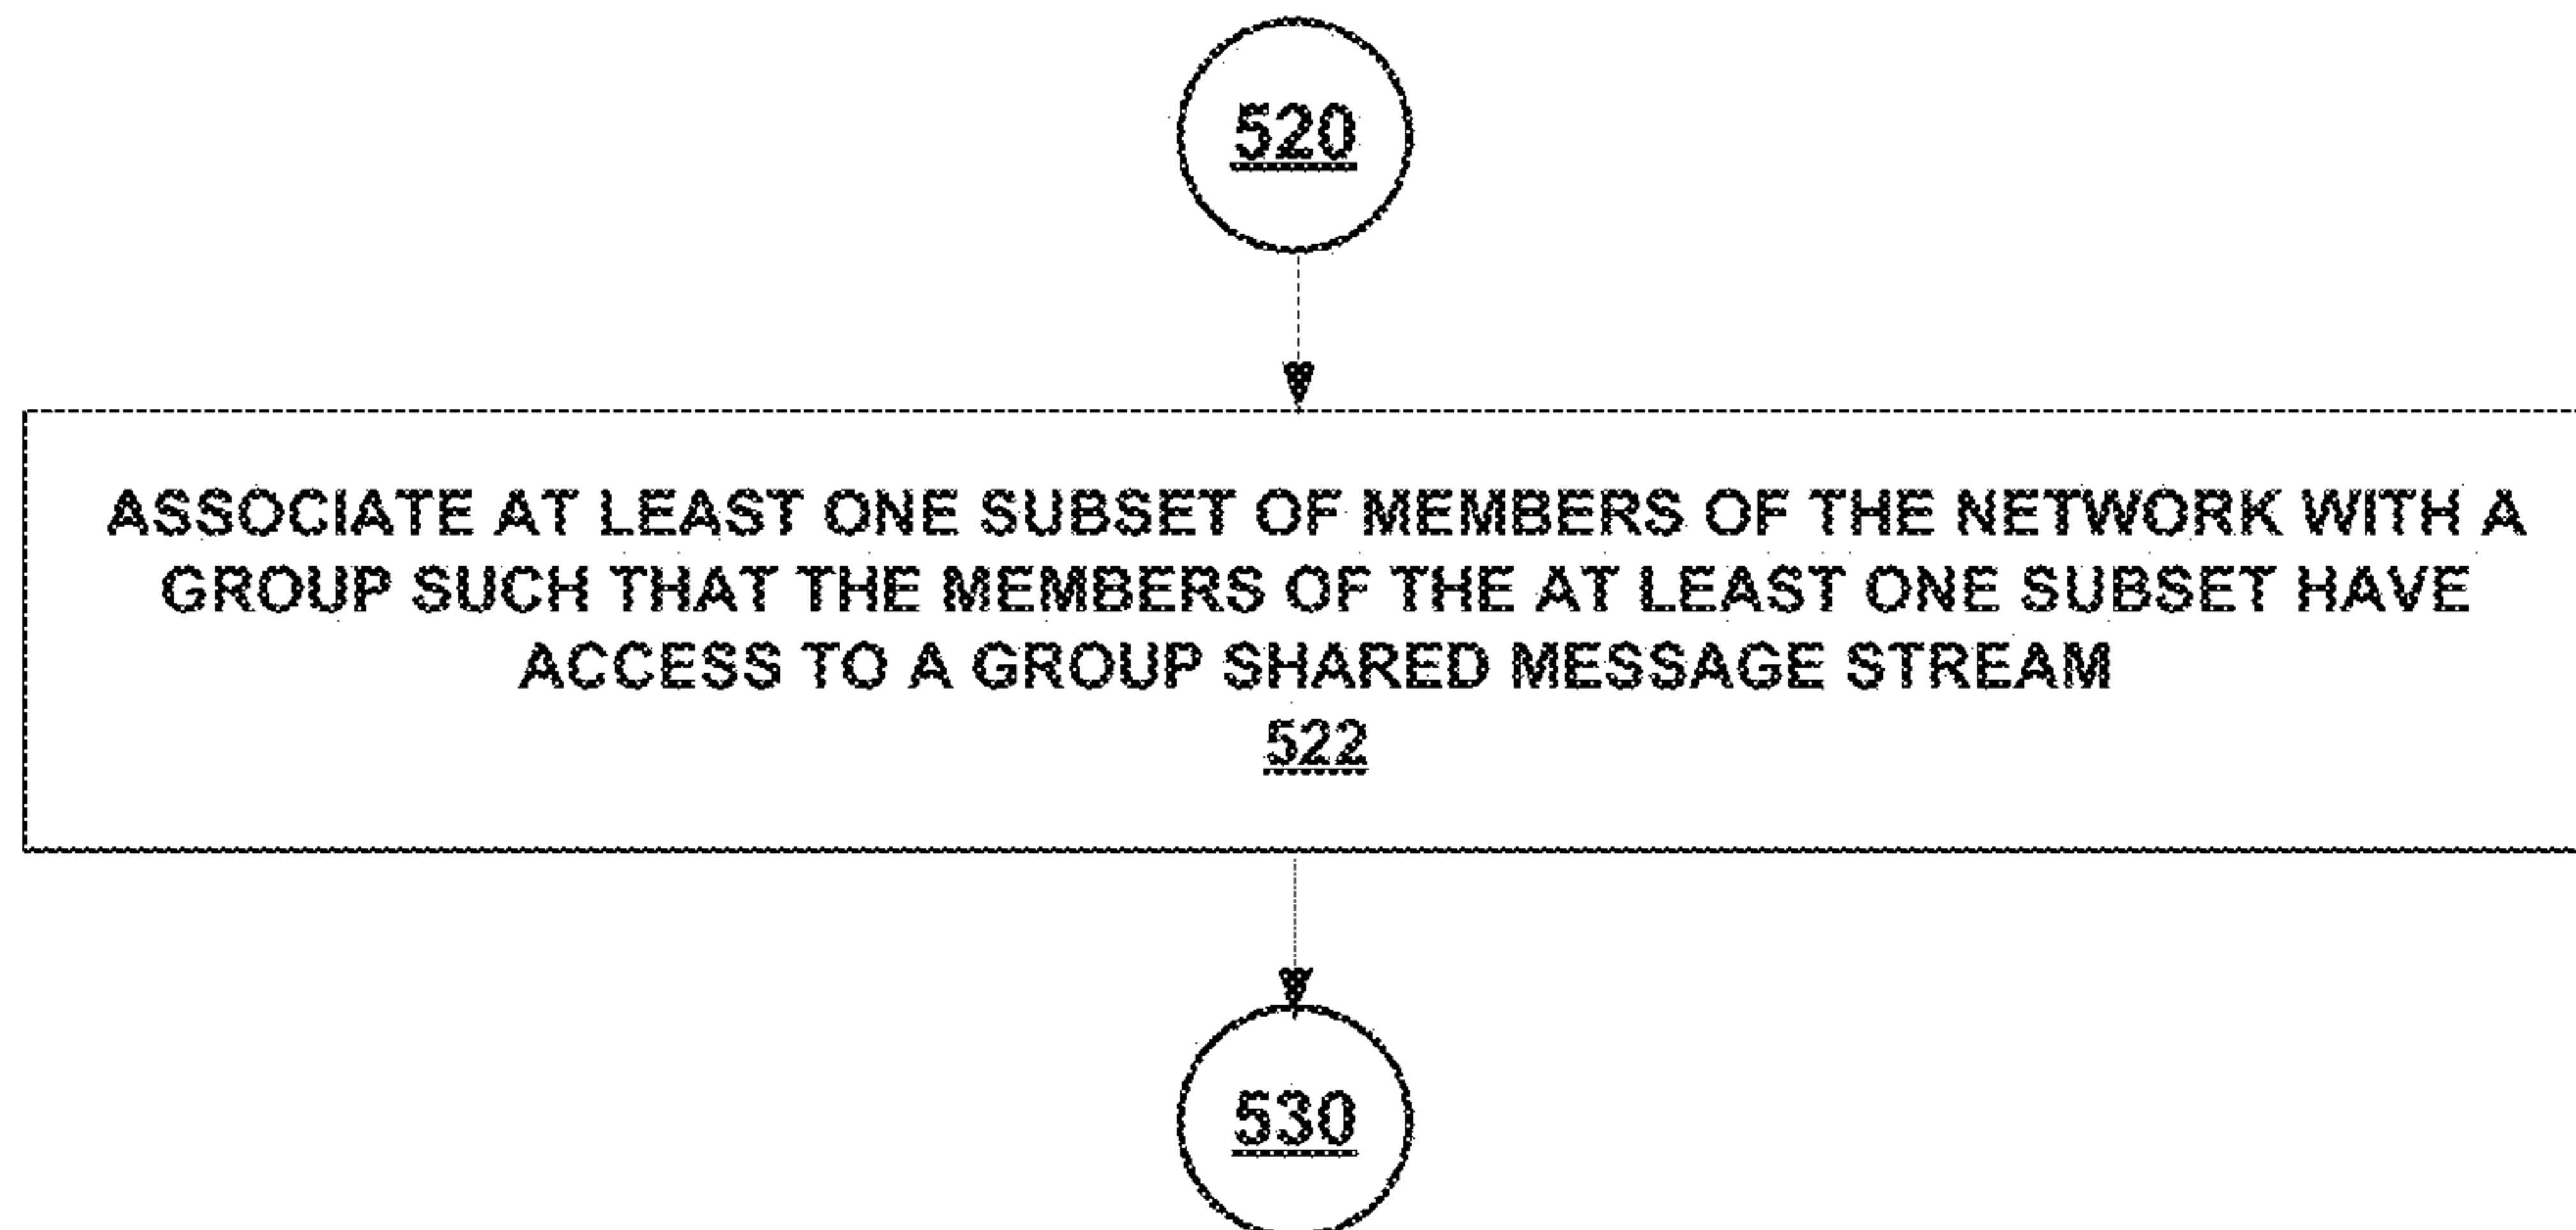 520
ASSOCIATE AT LEAST ONE SUBSET OF MEMBERS OF THE NETWORK WITH A
GROUP SUCH THAT THE MEMBERS OF THE AT LEAST ONE SUBSET HAVE
ACCESS TO A GROUP SHARED MESSAGE STREAM
522
530